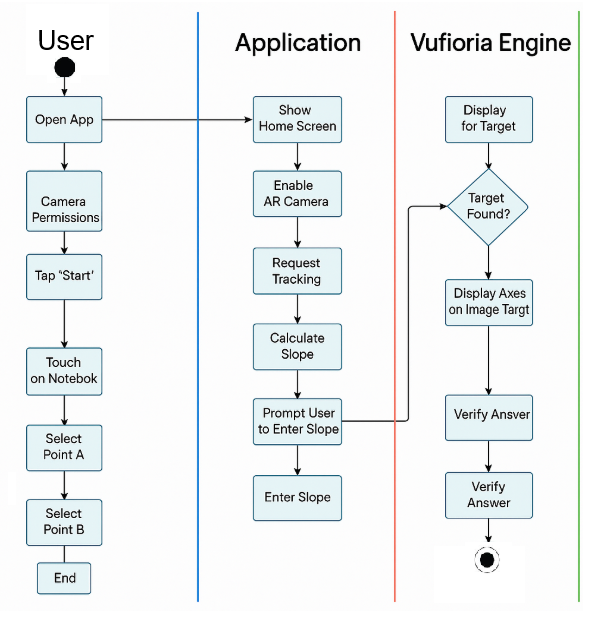 User
Application
Vufioria Engine
Open App
Camera
Permissions
Tap "Start'
Touch
on Notebok
Select
Point A
Select
Point B
End
Show
Home Screen
Enable
AR Camera
Request
Tracking
Calculate
Slope
Prompt User
to Enter Slope
Enter Slope
Display
for Target
Target
Found?
Display Axes
on Image Targt
Verify Ansver
Verify
Answer